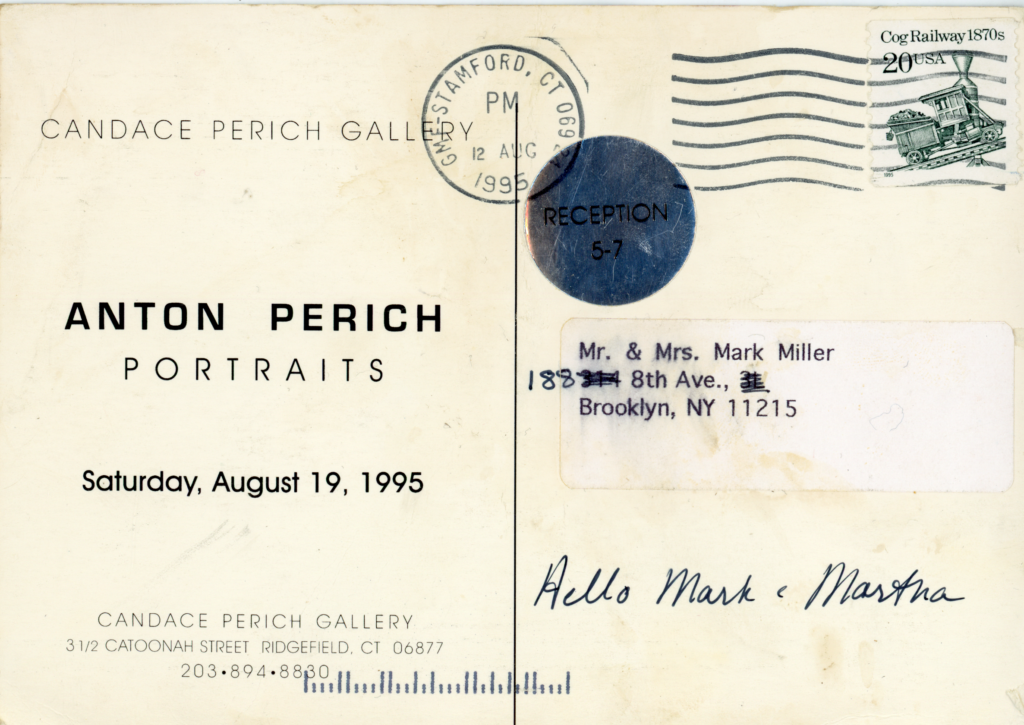 CANDACE PERICH GALLERY
ANTON PERICH
PORTRAITS
Saturday, August 19, 1995
CANDACE PERICH GALLERY
3 1/2 CATOONAH STREET RIDGEFIELD, CT 06877
203•894•8830
GMF-STAMFORD, CT 069
PM
12 AUG
1995
Cog Railway 1870s
20 USA
RECEPTION
5-7
Mr. & Mrs. Mark Miller
188 8th Ave.,
Brooklyn, NY 11215
Hello Mark & Martha